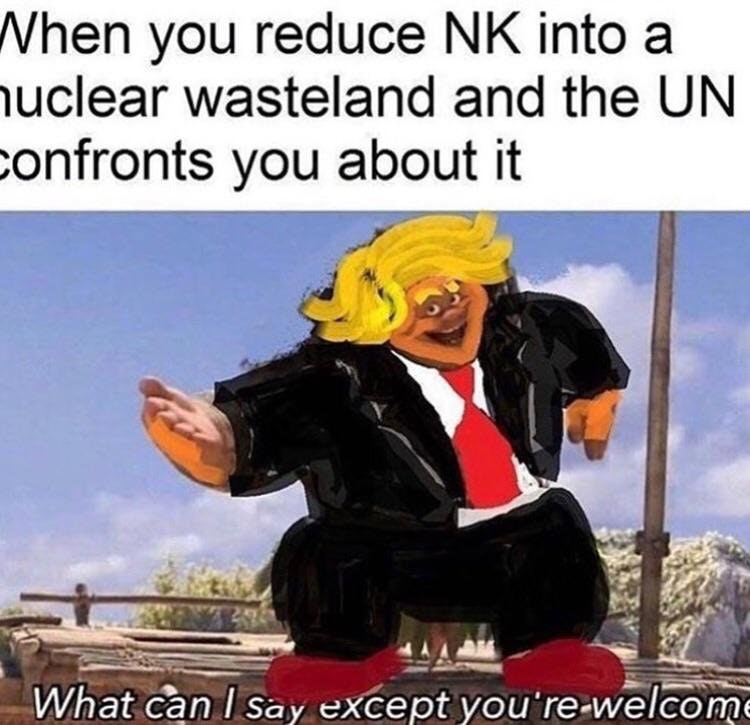 When you reduce NK into a
nuclear wasteland and the UN
confronts you about it
What can I say except you're welcome